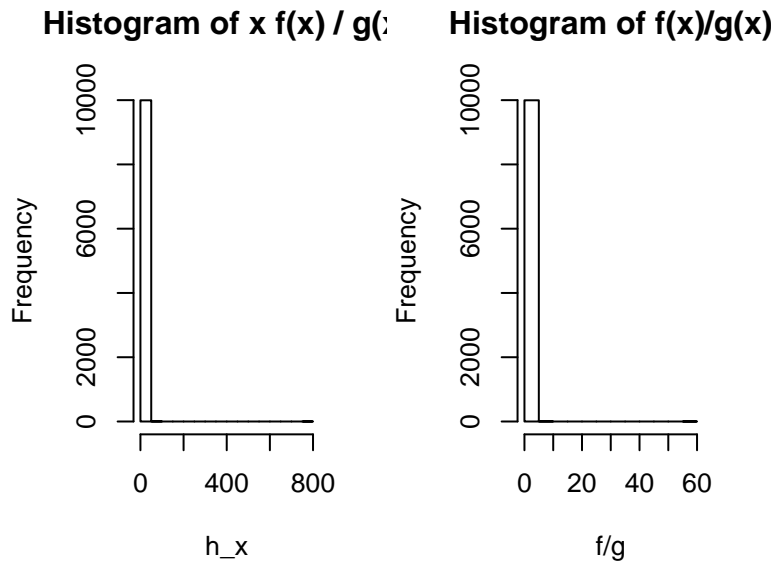 Histogram of x f(x) / g(x
Frequency
0
2000
6000
10000
0
400
800
h_x
Histogram of f(x)/g(x)
Frequency
0
2000
6000
10000
0
20
40
60
f/g